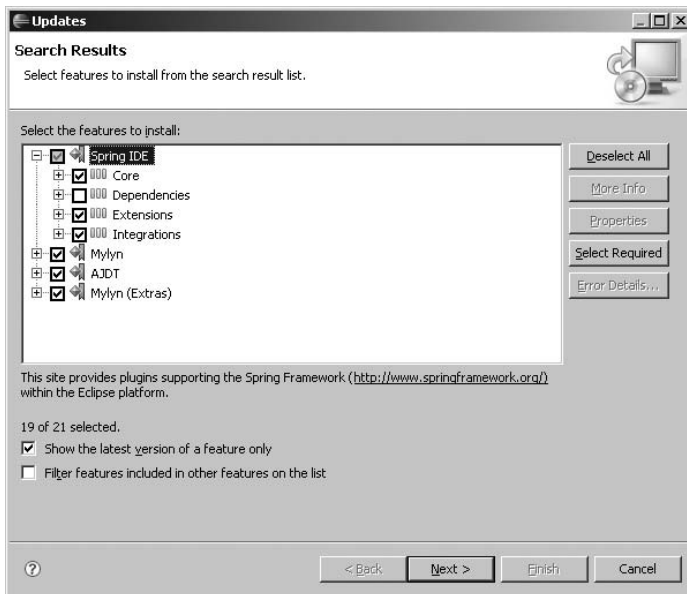 Updates
Search Results
Select features to install from the search result list.
Select the features to install:
Spring IDE
Core
Dependencies
Extensions
Integrations
Mylyn
AJDT
Mylyn (Extras)
Deselect All
More Info
Properties
Select Required
Error Details...
This site provides plugins supporting the Spring Framework (http://www.springframework.org/)
within the Eclipse platform.
19 of 21 selected.
Show the latest version of a feature only
Filter features included in other features on the list
?
< Back
Next >
Finish
Cancel